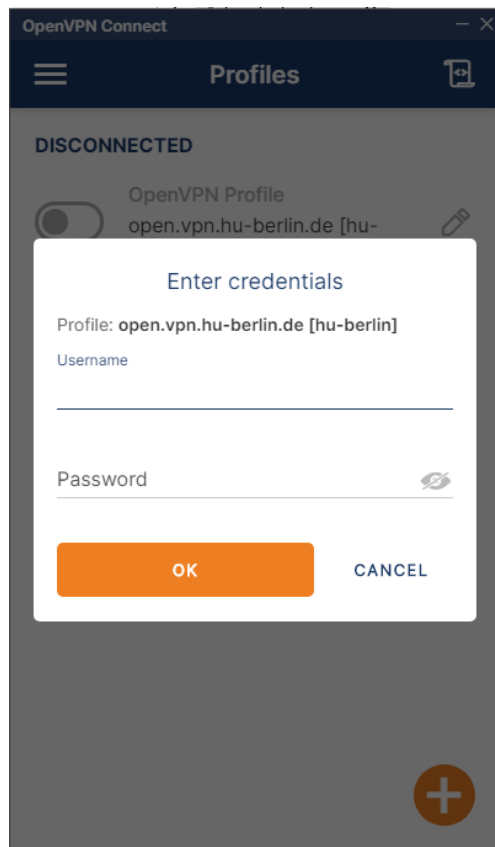 OpenVPN Connect
Profiles
DISCONNECTED
OpenVPN Profile
open.vpn.hu-berlin.de [hu-
Enter credentials
Profile: open.vpn.hu-berlin.de [hu-berlin]
Username
Password
OK CANCEL